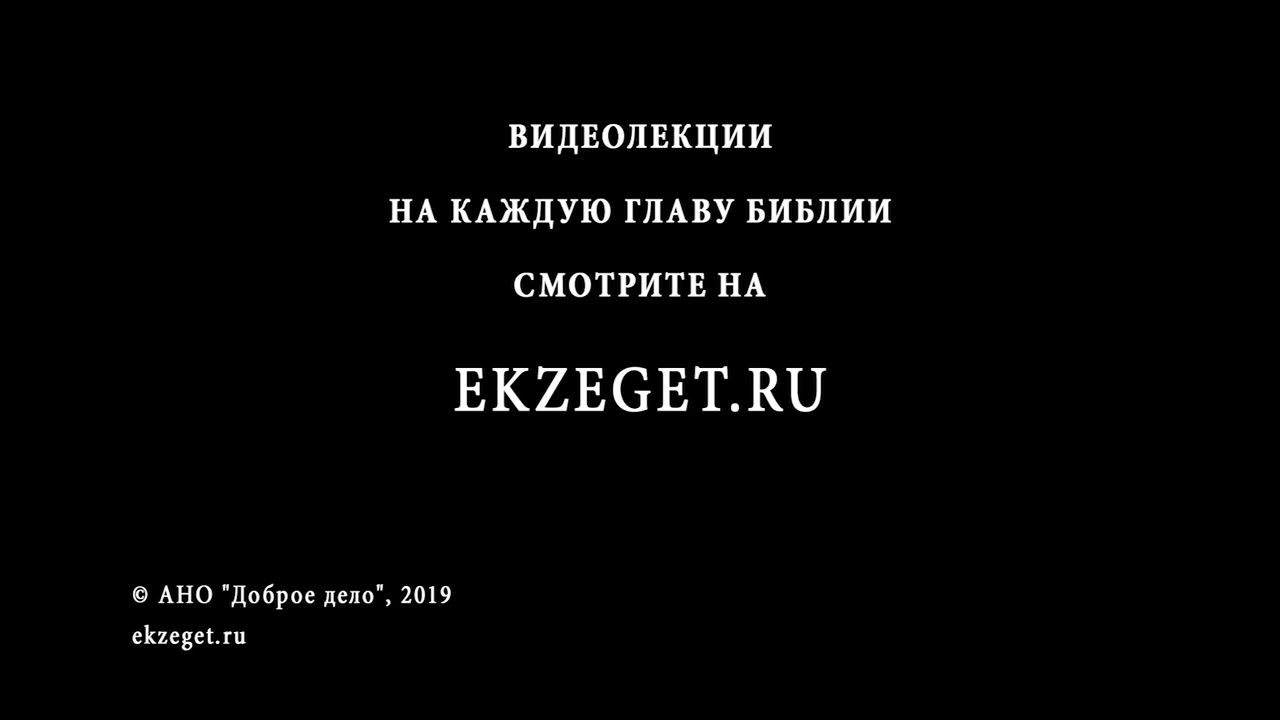 ВИДЕОЛЕКЦИИ
НА КАЖДУЮ ГЛАВУ БИБЛИИ
СМОТРИТЕ НА
EKZEGET.RU
© АНО "Доброе дело", 2019
ekzeget.ru